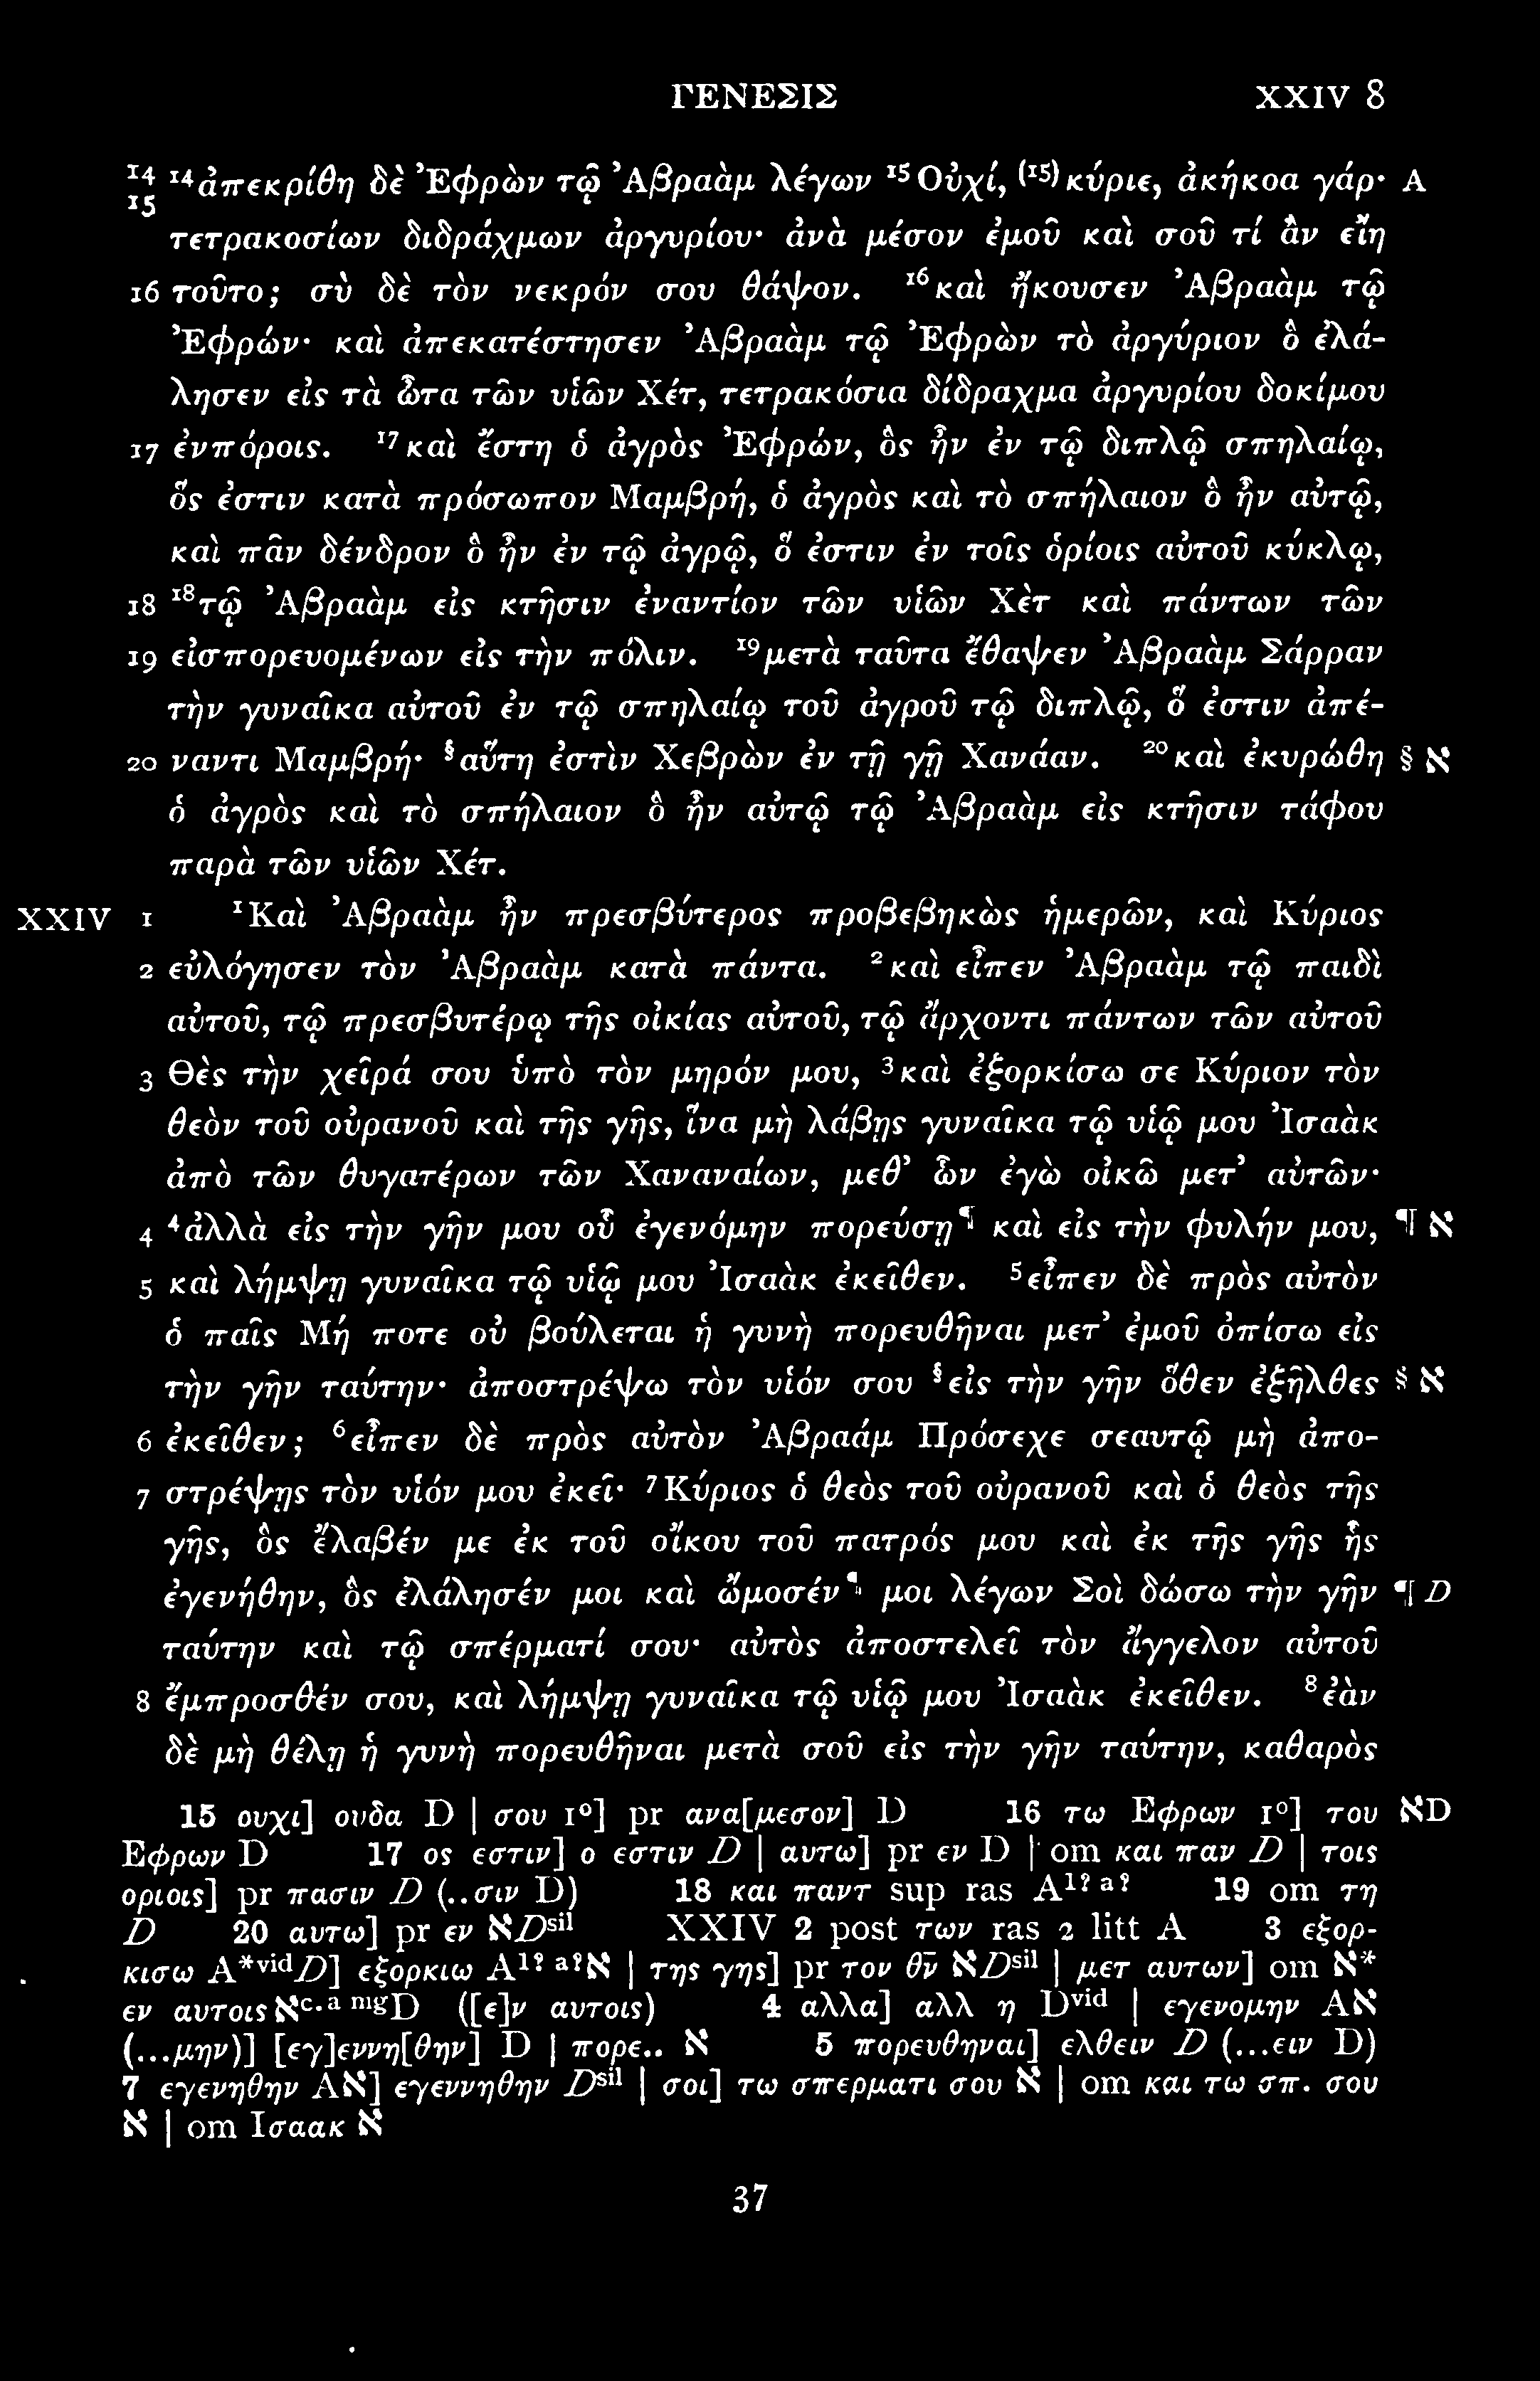 ΓΕΝΕΣΙΣ XXIV 8
14 15 ¹⁴ἀπεκρίθη δὲ Ἐφρὼν τῷ Ἀβραὰμ λέγων ¹⁵Οὐχί, (¹⁵)κύριε, ἀκήκοα γάρ· A
τετρακοσίων διδράχμων ἀργυρίου· ἀνὰ μέσον ἐμοῦ καὶ σοῦ τί ἂν εἴη
16 τοῦτο; σὺ δὲ τὸν νεκρόν σου θάψον. ¹⁶καὶ ἤκουσεν Ἀβραὰμ τῷ
Ἐφρών· καὶ ἀπεκατέστησεν Ἀβραὰμ τῷ Ἐφρὼν τὸ ἀργύριον ὃ ἐλά-
λησεν εἰς τὰ ὦτα τῶν υἱῶν Χέτ, τετρακόσια δίδραχμα ἀργυρίου δοκίμου
17 ἐνπόροις. ¹⁷καὶ ἔστη ὁ ἀγρὸς Ἐφρών, ὃς ἦν ἐν τῷ διπλῷ σπηλαίῳ,
ὅς ἐστιν κατὰ πρόσωπον Μαμβρή, ὁ ἀγρὸς καὶ τὸ σπήλαιον ὃ ἦν αὐτῷ,
καὶ πᾶν δένδρον ὃ ἦν ἐν τῷ ἀγρῷ, ὅ ἐστιν ἐν τοῖς ὁρίοις αὐτοῦ κύκλῳ,
18 ¹⁸τῷ Ἀβραὰμ εἰς κτῆσιν ἐναντίον τῶν υἱῶν Χὲτ καὶ πάντων τῶν
19 εἰσπορευομένων εἰς τὴν πόλιν. ¹⁹μετὰ ταῦτα ἔθαψεν Ἀβραὰμ Σάρραν
τὴν γυναῖκα αὐτοῦ ἐν τῷ σπηλαίῳ τοῦ ἀγροῦ τῷ διπλῷ, ὅ ἐστιν ἀπέ-
20 ναντι Μαμβρή· §αὕτη ἐστὶν Χεβρὼν ἐν τῇ γῇ Χανάαν. ²⁰καὶ ἐκυρώθη § ℵ
ὁ ἀγρὸς καὶ τὸ σπήλαιον ὃ ἦν αὐτῷ τῷ Ἀβραὰμ εἰς κτῆσιν τάφου
παρὰ τῶν υἱῶν Χέτ.
XXIV 1 ¹Καὶ Ἀβραὰμ ἦν πρεσβύτερος προβεβηκὼς ἡμερῶν, καὶ Κύριος
2 εὐλόγησεν τὸν Ἀβραὰμ κατὰ πάντα. ²καὶ εἶπεν Ἀβραὰμ τῷ παιδὶ
αὐτοῦ, τῷ πρεσβυτέρῳ τῆς οἰκίας αὐτοῦ, τῷ ἄρχοντι πάντων τῶν αὐτοῦ
3 Θὲς τὴν χεῖρά σου ὑπὸ τὸν μηρόν μου, ³καὶ ἐξορκίσω σε Κύριον τὸν
θεὸν τοῦ οὐρανοῦ καὶ τῆς γῆς, ἵνα μὴ λάβῃς γυναῖκα τῷ υἱῷ μου Ἰσαὰκ
ἀπὸ τῶν θυγατέρων τῶν Χαναναίων, μεθ’ ὧν ἐγὼ οἰκῶ μετ’ αὐτῶν·
4 ⁴ἀλλὰ εἰς τὴν γῆν μου οὗ ἐγενόμην πορεύσῃ¶ καὶ εἰς τὴν φυλήν μου, ¶ ℵ
5 καὶ λήμψῃ γυναῖκα τῷ υἱῷ μου Ἰσαὰκ ἐκεῖθεν. ⁵εἶπεν δὲ πρὸς αὐτὸν
ὁ παῖς Μή ποτε οὐ βούλεται ἡ γυνὴ πορευθῆναι μετ’ ἐμοῦ ὀπίσω εἰς
τὴν γῆν ταύτην· ἀποστρέψω τὸν υἱόν σου §εἰς τὴν γῆν ὅθεν ἐξῆλθες § ℵ
6 ἐκεῖθεν; ⁶εἶπεν δὲ πρὸς αὐτὸν Ἀβραάμ Πρόσεχε σεαυτῷ μὴ ἀπο-
7 στρέψῃς τὸν υἱόν μου ἐκεῖ· ⁷Κύριος ὁ θεὸς τοῦ οὐρανοῦ καὶ ὁ θεὸς τῆς
γῆς, ὃς ἔλαβέν με ἐκ τοῦ οἴκου τοῦ πατρός μου καὶ ἐκ τῆς γῆς ἧς
ἐγενήθην, ὃς ἐλάλησέν μοι καὶ ὤμοσέν¶ μοι λέγων Σοὶ δώσω τὴν γῆν ¶ D
ταύτην καὶ τῷ σπέρματί σου· αὐτὸς ἀποστελεῖ τὸν ἄγγελον αὐτοῦ
8 ἔμπροσθέν σου, καὶ λήμψῃ γυναῖκα τῷ υἱῷ μου Ἰσαὰκ ἐκεῖθεν. ⁸ἐὰν
δὲ μὴ θέλῃ ἡ γυνὴ πορευθῆναι μετὰ σοῦ εἰς τὴν γῆν ταύτην, καθαρὸς
15 ουχι] ουδα D | σου 1°] pr ανα[μεσον] D 16 τω Εφρων 1°] του ℵD
Εφρων D 17 ος εστιν] ο εστιν D | αυτω] pr εν D | om και παν D | τοις
οριοις] pr πασιν D (..σιν D) 18 και παντ sup ras A¹? ᵃ? 19 om τη
D 20 αυτω] pr εν ℵDˢⁱˡ XXIV 2 post των ras 2 litt A 3 εξορ-
κισω A*ᵛⁱᵈD] εξορκιω A¹? ᵃ?ℵ | της γης] pr τον θν̄ ℵDˢⁱˡ | μετ αυτων] om ℵ*
εν αυτοις ℵᶜ·ᵃ ᵐᵍD ([ε]ν αυτοις) 4 αλλα] αλλ η Dᵛⁱᵈ | εγενομην Aℵ
(...μην)] [εγ]εννη[θην] D | πορε.. ℵ 5 πορευθηναι] ελθειν D (...ειν D)
7 εγενηθην Aℵ] εγεννηθην Dˢⁱˡ | σοι] τω σπερματι σου ℵ | om και τω σπ. σου
ℵ | om Ισαακ ℵ
37